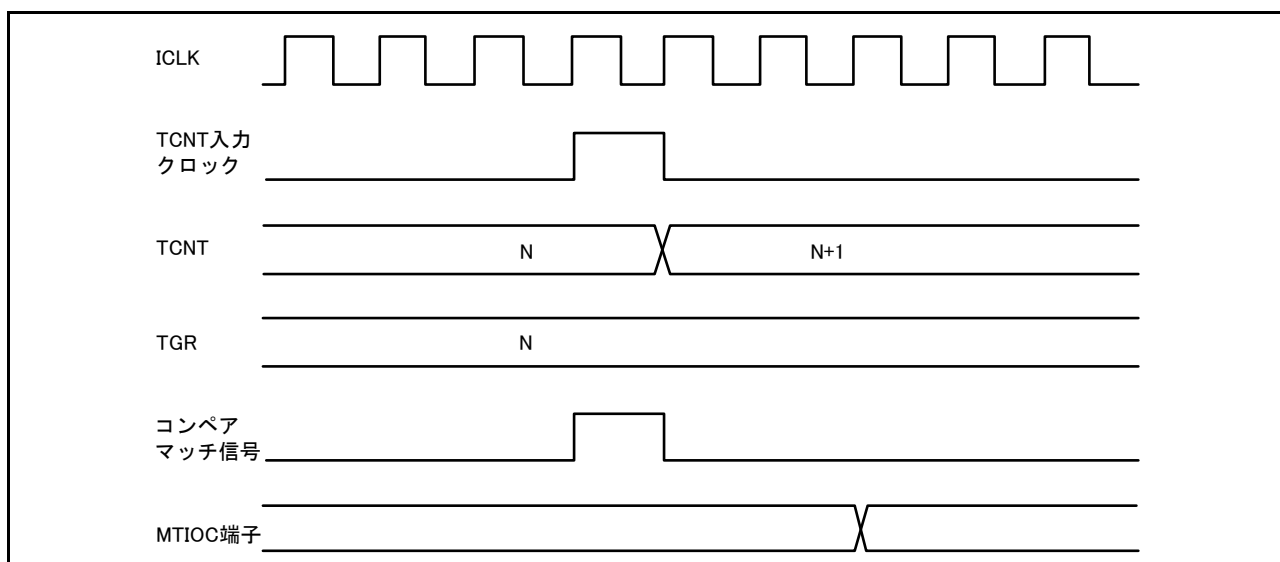 ICLK
TCNT入力
クロック
TCNT
N
N+1
TGR
N
コンペア
マッチ信号
MTIOC端子